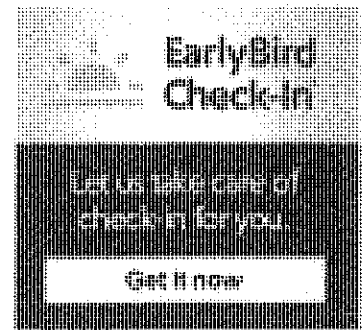 EarlyBird
Check-In
Let us take care of
check-in for you.
Get it now